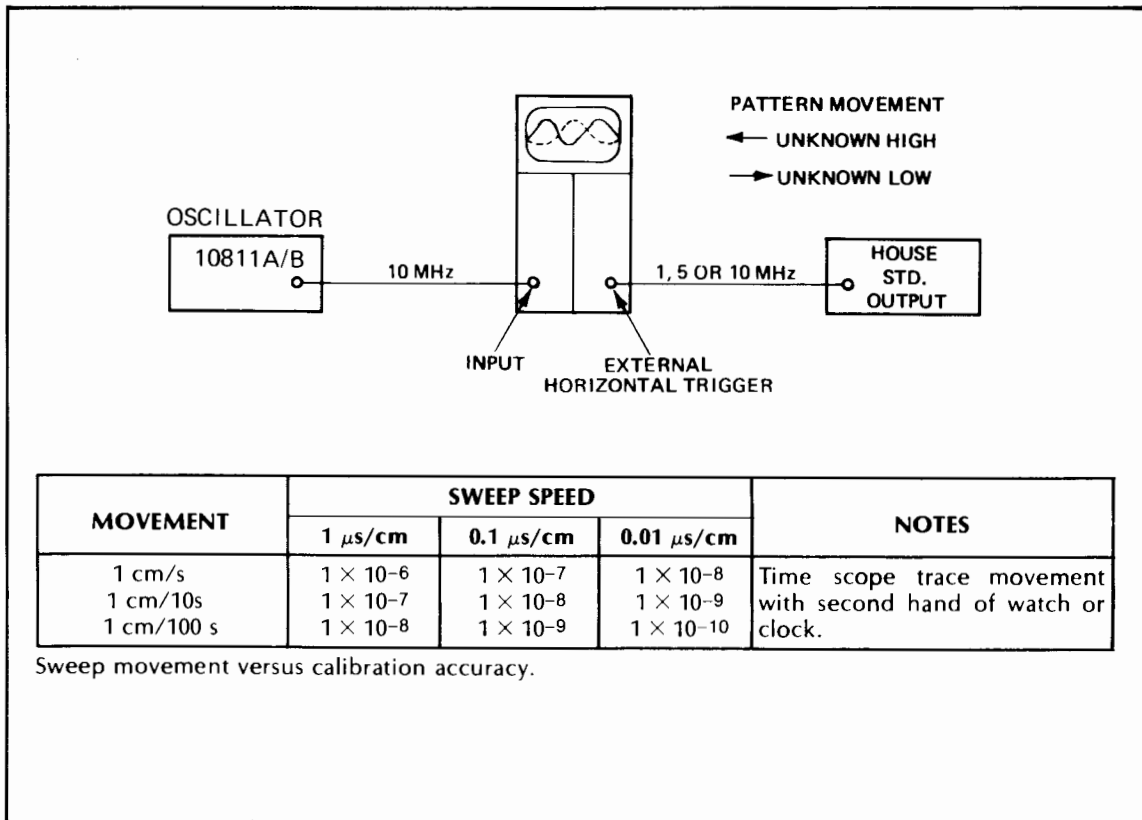 PATTERN MOVEMENT
← UNKNOWN HIGH
→ UNKNOWN LOW
OSCILLATOR
10811A/B
10 MHz
1, 5 OR 10 MHz
HOUSE
STD.
OUTPUT
INPUT
EXTERNAL
HORIZONTAL TRIGGER
MOVEMENT SWEEP SPEED NOTES
1 μs/cm 0.1 μs/cm 0.01 μs/cm
1 cm/s 1 × 10−6 1 × 10−7 1 × 10−8 Time scope trace movement
1 cm/10s 1 × 10−7 1 × 10−8 1 × 10−9 with second hand of watch or
1 cm/100 s 1 × 10−8 1 × 10−9 1 × 10−10 clock.
Sweep movement versus calibration accuracy.